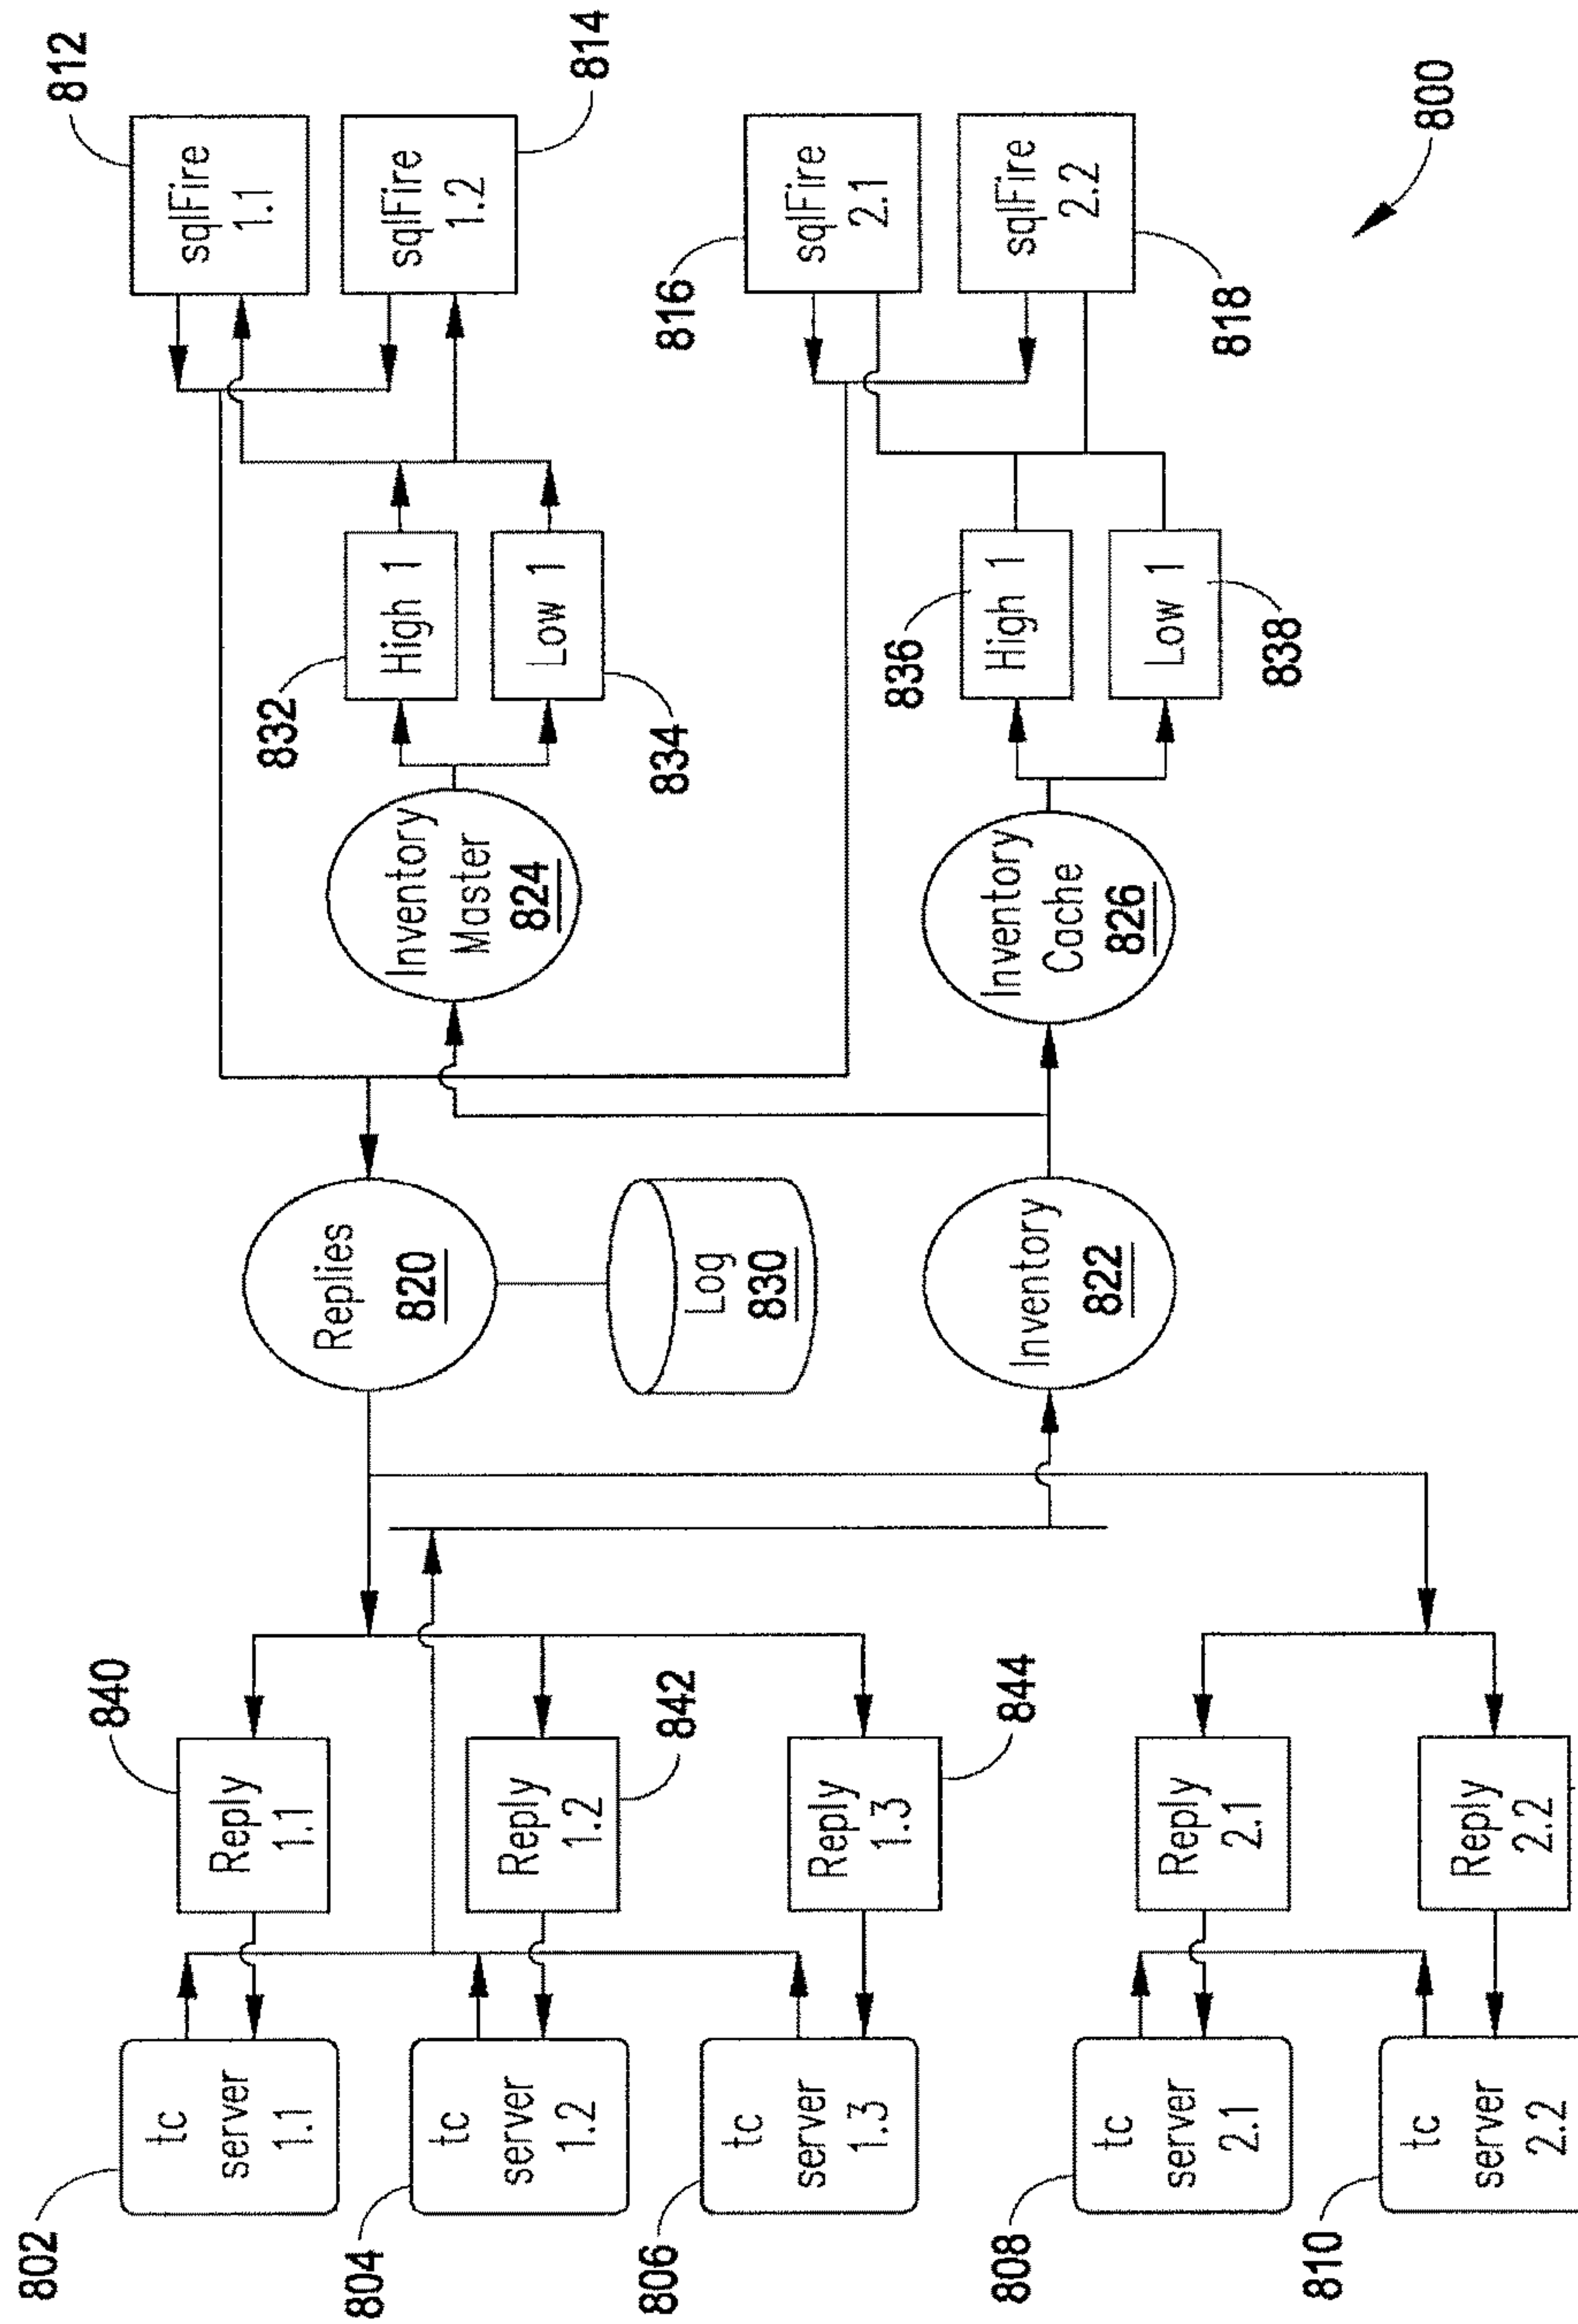 802
tc
server
1.1
840
Reply
1.1
812
sqlFire
1.1
Replies
820
832
High 1
sqlFire
1.2
814
804
tc
server
1.2
Reply
1.2
842
Inventory
Master
824
Low 1
834
Log
830
806
tc
server
1.3
Reply
1.3
844
816
sqlFire
2.1
836
High 1
Inventory
822
Inventory
Cache
826
Low 1
838
sqlFire
2.2
818
808
tc
server
2.1
Reply
2.1
810
tc
server
2.2
Reply
2.2
800